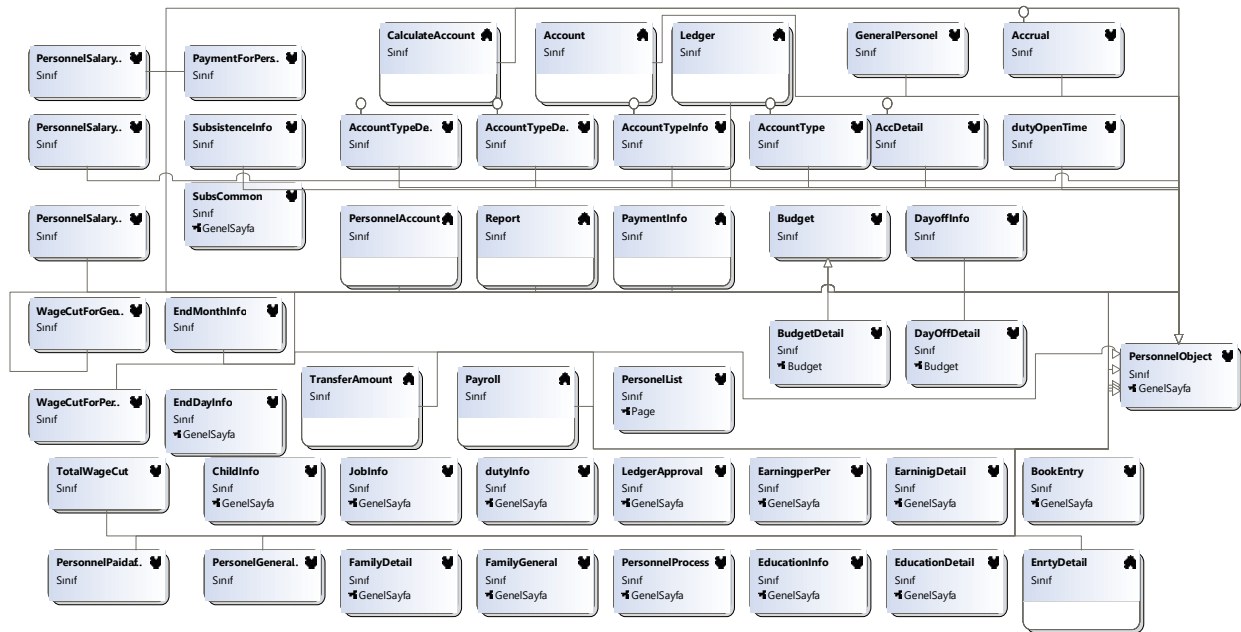 CalculateAccount
Sınıf
Account
Sınıf
Ledger
Sınıf
GeneralPersonel
Sınıf
Accrual
Sınıf
PersonnelSalary..
Sınıf
PaymentForPers..
Sınıf
PersonnelSalary..
Sınıf
SubsistenceInfo
Sınıf
AccountTypeDe..
Sınıf
AccountTypeDe..
Sınıf
AccountTypeInfo
Sınıf
AccountType
Sınıf
AccDetail
Sınıf
dutyOpenTime
Sınıf
SubsCommon
Sınıf
GenelSayfa
PersonnelSalary..
Sınıf
PersonnelAccount
Sınıf
Report
Sınıf
PaymentInfo
Sınıf
Budget
Sınıf
DayoffInfo
Sınıf
WageCutForGen..
Sınıf
EndMonthInfo
Sınıf
BudgetDetail
Sınıf
Budget
DayOffDetail
Sınıf
Budget
PersonnelObject
Sınıf
GenelSayfa
WageCutForPer..
Sınıf
EndDayInfo
Sınıf
GenelSayfa
TransferAmount
Sınıf
Payroll
Sınıf
PersonelList
Sınıf
Page
TotalWageCut
Sınıf
ChildInfo
Sınıf
GenelSayfa
JobInfo
Sınıf
GenelSayfa
dutyInfo
Sınıf
GenelSayfa
LedgerApproval
Sınıf
GenelSayfa
EarningperPer
Sınıf
GenelSayfa
EarninigDetail
Sınıf
GenelSayfa
BookEntry
Sınıf
GenelSayfa
PersonnelPaidaf..
Sınıf
PersonelGeneral..
Sınıf
FamilyDetail
Sınıf
GenelSayfa
FamilyGeneral
Sınıf
GenelSayfa
PersonnelProcess
Sınıf
GenelSayfa
EducationInfo
Sınıf
GenelSayfa
EducationDetail
Sınıf
GenelSayfa
EnrtyDetail
Sınıf